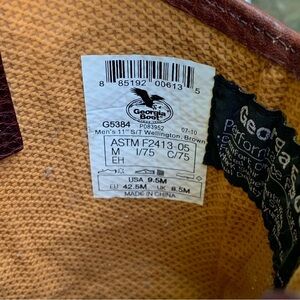 8 85192 00613 5
Georgia
Boot
G5384 P083952 07-10
Men's 11" S/T Wellington, Brown
ASTM F2413-05
M I/75 C/75
EH
USA 9.5M
EU 42.5M UK 8.5M
MADE IN CHINA
Georgia